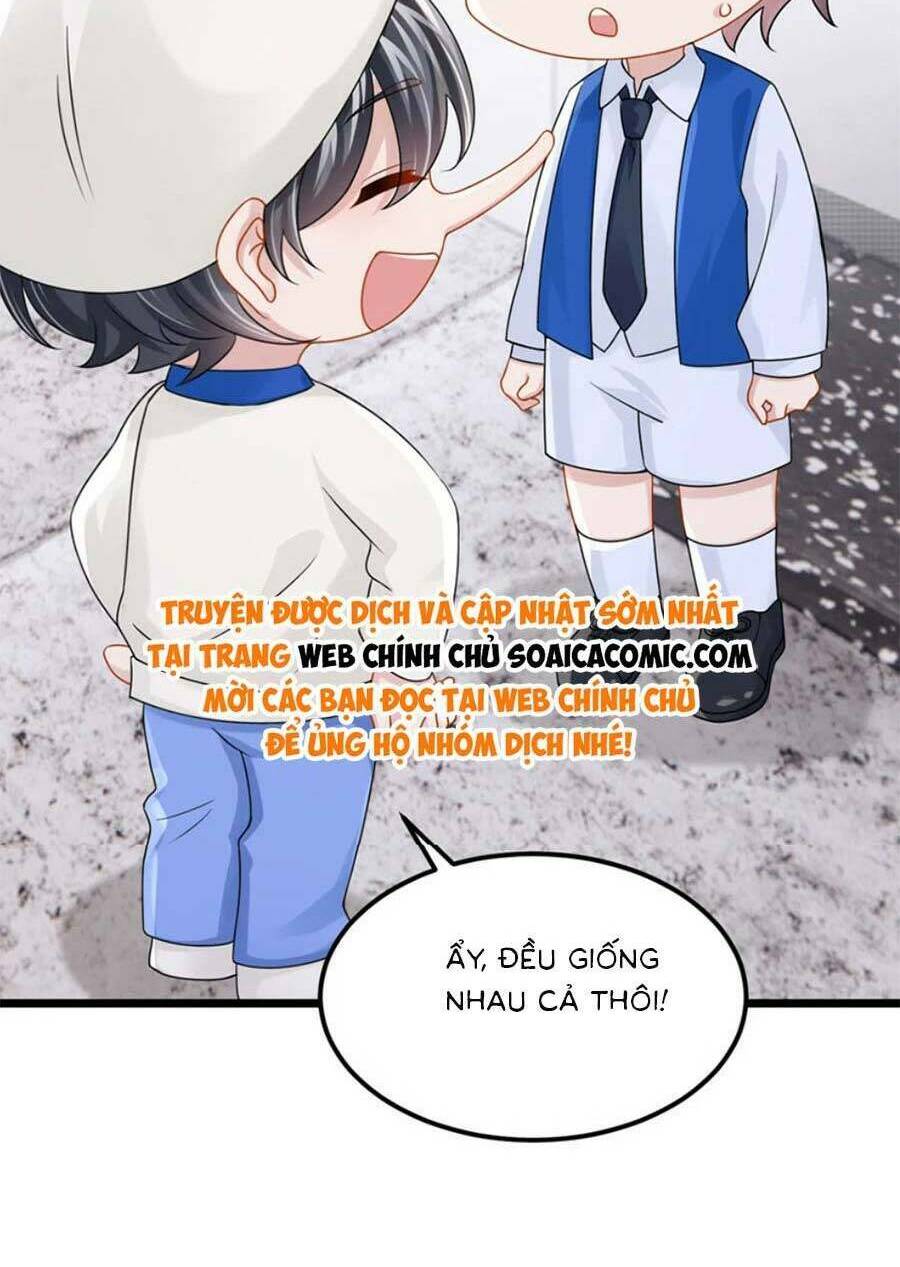 TRUYỆN ĐƯỢC DỊCH VÀ CẬP NHẬT SỚM NHẤT
TẠI TRANG WEB CHÍNH CHỦ SOAICACOMIC.COM
MỜI CÁC BẠN ĐỌC TẠI WEB CHÍNH CHỦ
ĐỂ ỦNG HỘ NHÓM DỊCH NHÉ!
ẤY, ĐỀU GIỐNG
NHAU CẢ THÔI!